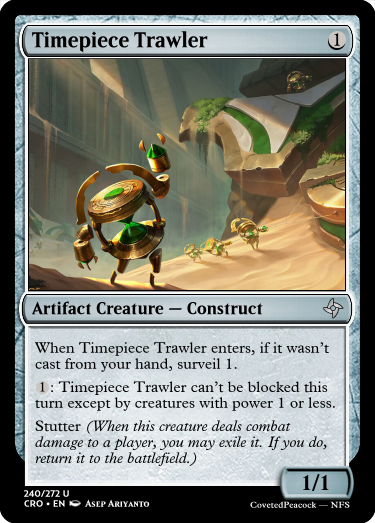 Timepiece Trawler 1
Artifact Creature — Construct
When Timepiece Trawler enters, if it wasn't
cast from your hand, surveil 1.
1: Timepiece Trawler can't be blocked this
turn except by creatures with power 1 or less.
Stutter (When this creature deals combat
damage to a player, you may exile it. If you do,
return it to the battlefield.)
1/1
240/272 U
CRO • EN Asep Ariyanto
CovetedPeacock — NFS